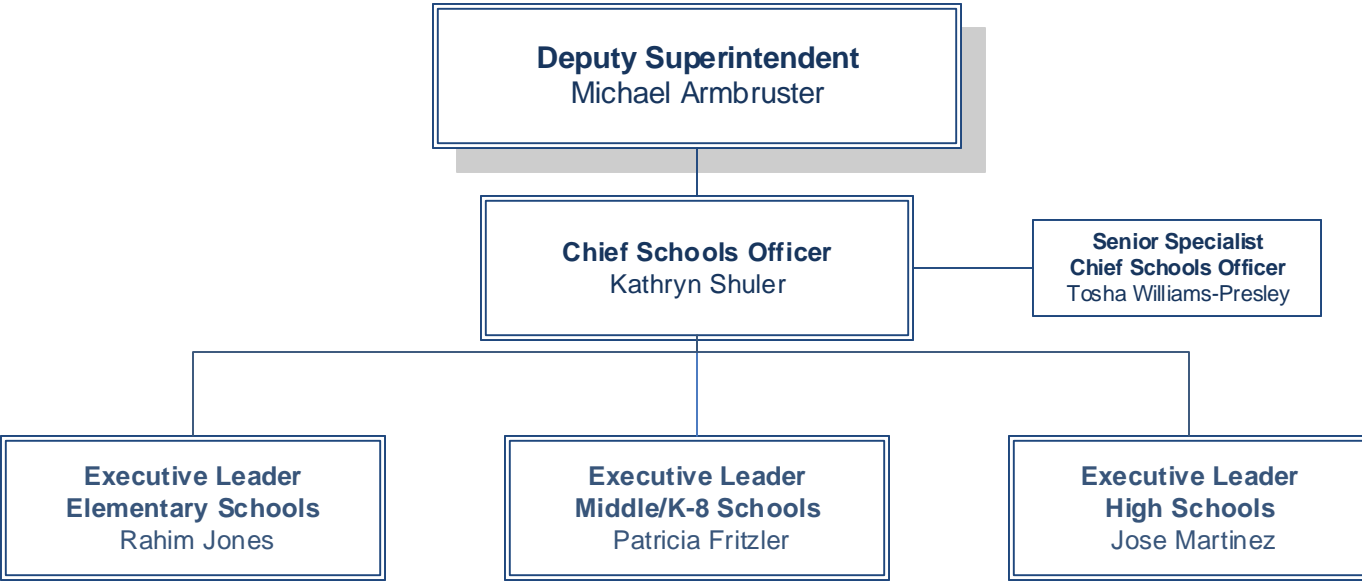 Deputy Superintendent
Michael Armbruster
Chief Schools Officer
Kathryn Shuler
Senior Specialist
Chief Schools Officer
Tosha Williams-Presley
Executive Leader
Elementary Schools
Rahim Jones
Executive Leader
Middle/K-8 Schools
Patricia Fritzler
Executive Leader
High Schools
Jose Martinez